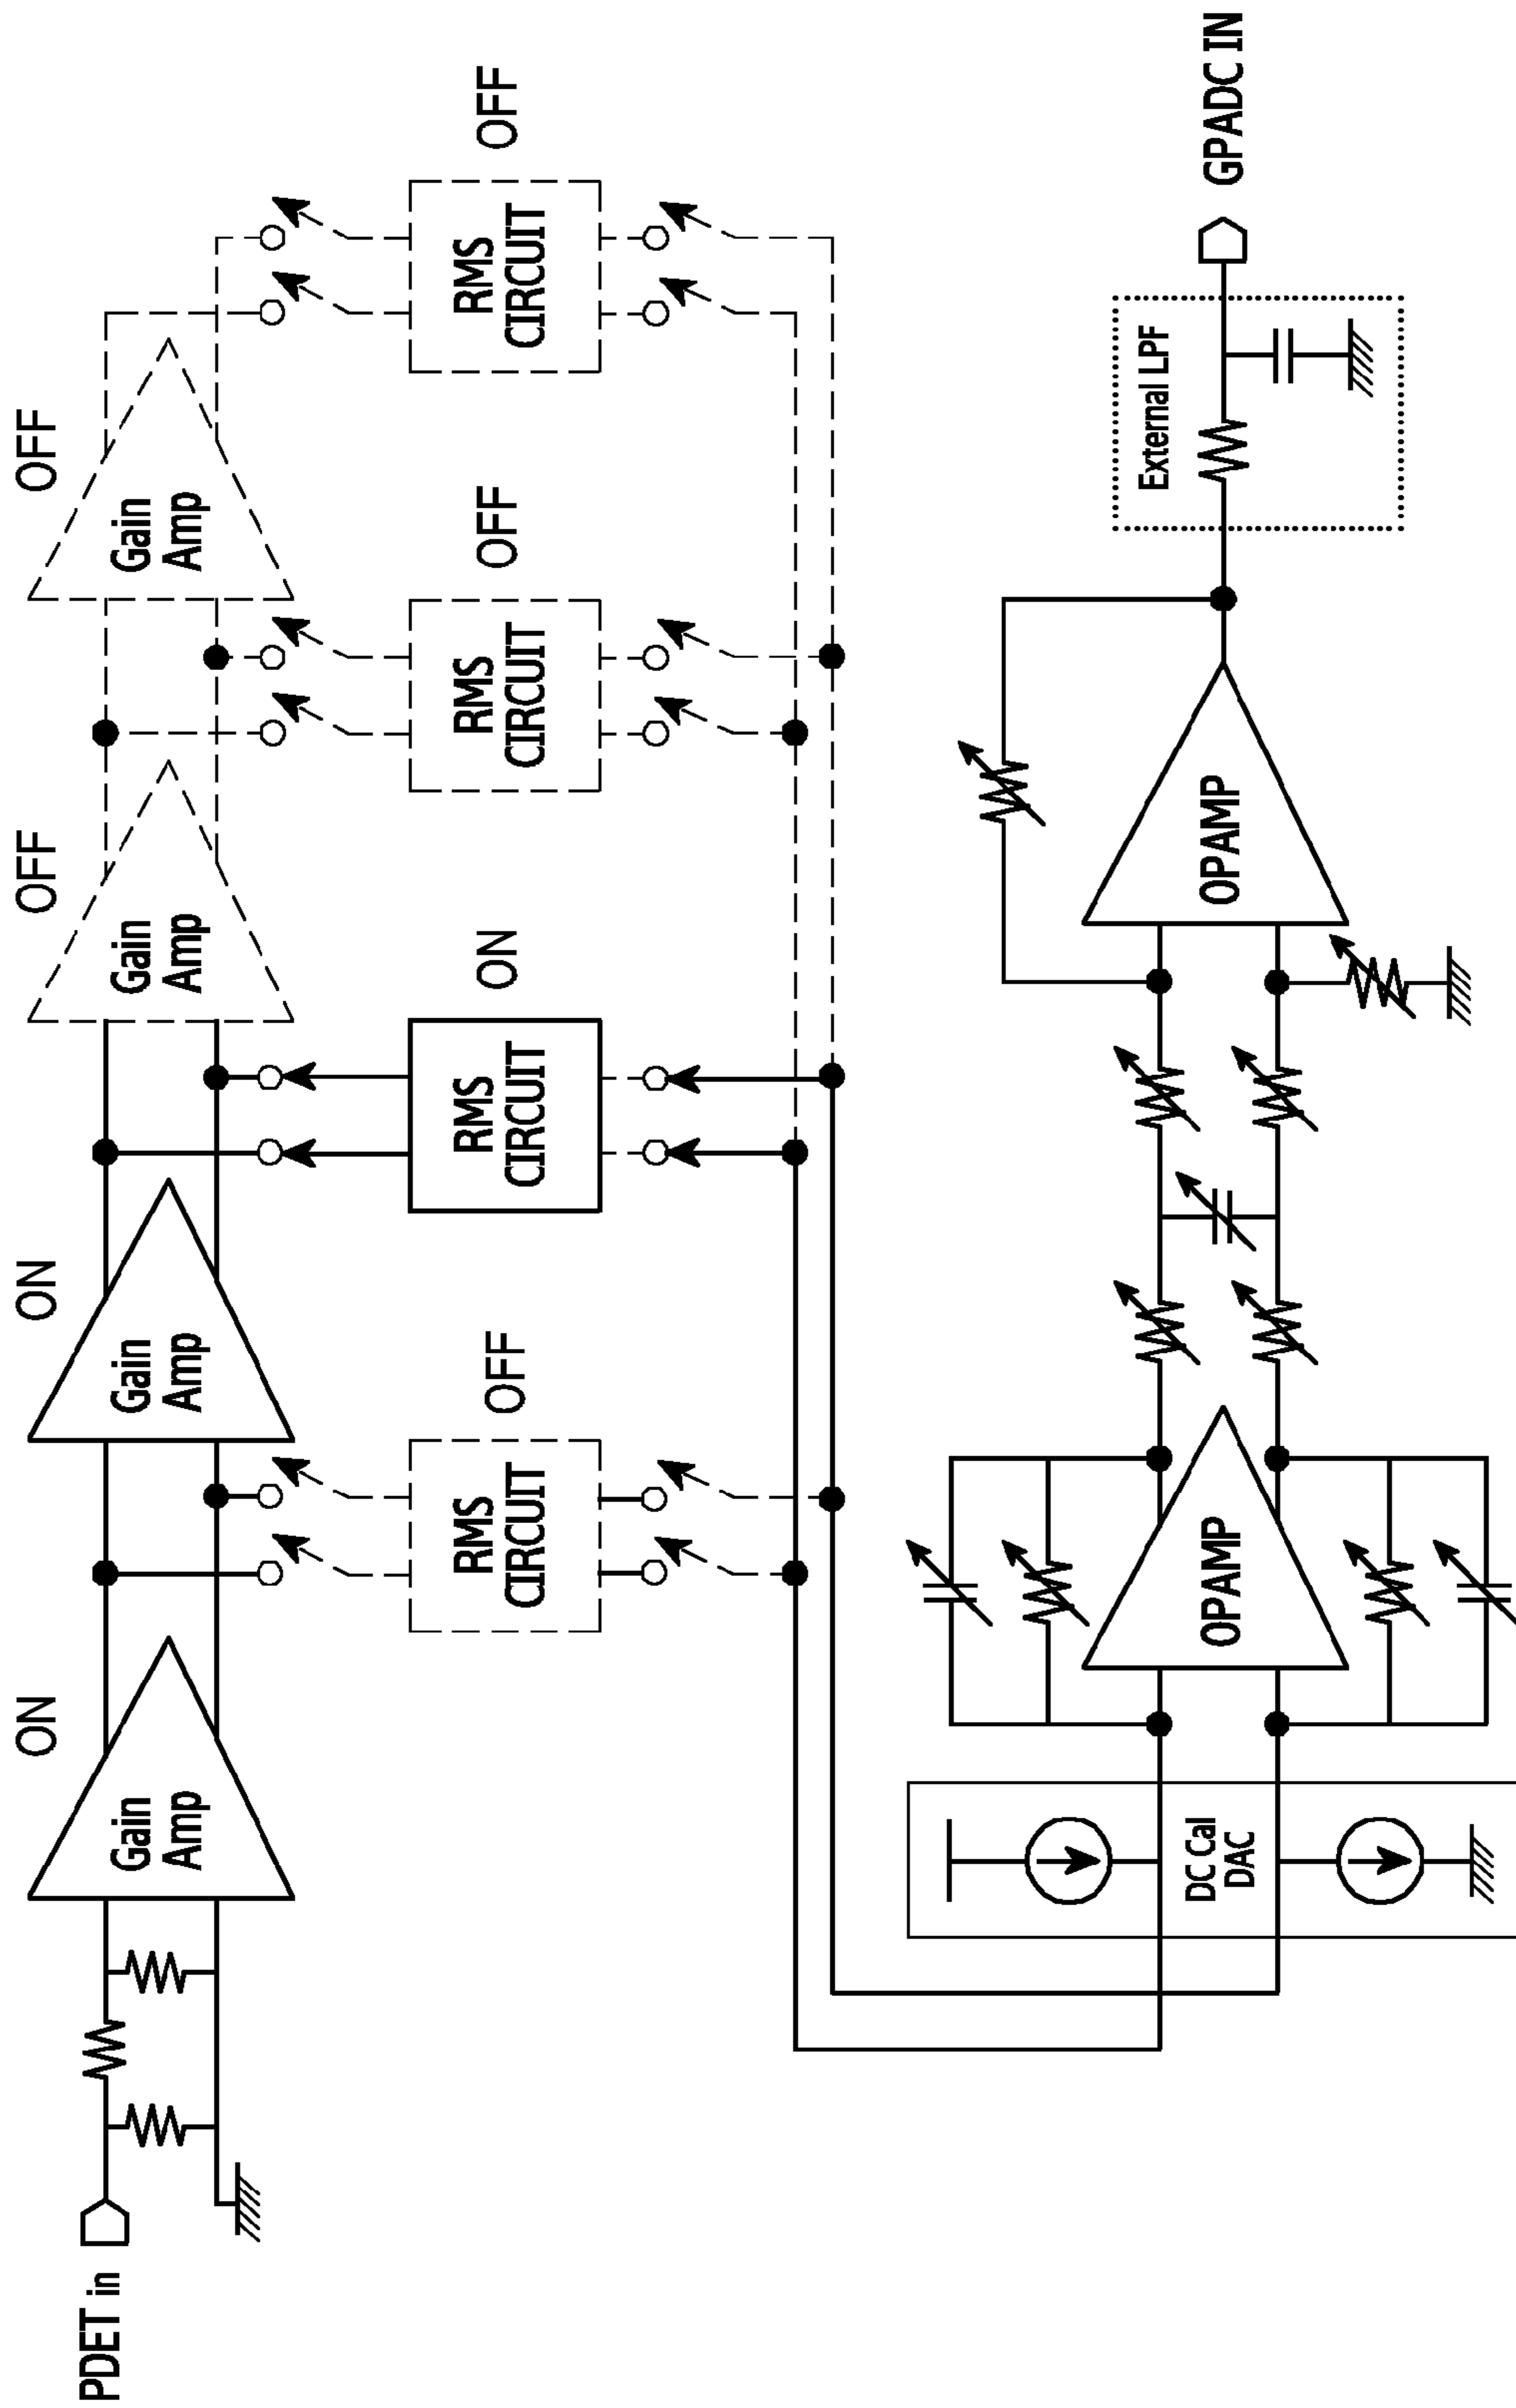 PDET in
ON
Gain
Amp
ON
Gain
Amp
OFF
Gain
Amp
OFF
Gain
Amp
OFF
RMS
CIRCUIT
ON
RMS
CIRCUIT
OFF
RMS
CIRCUIT
OFF
RMS
CIRCUIT
DC Cal
DAC
OPAMP
OPAMP
External LPF
GPADC IN